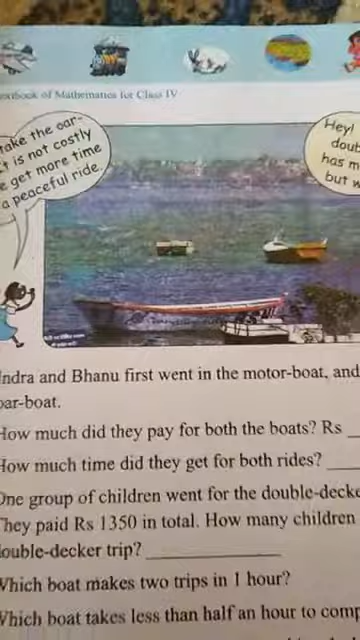 extbook of Mathematics for Class IV
take the oar-
t is not costly
e get more time
a peaceful ride.
Hey!
doub
has m
but w
Indra and Bhanu first went in the motor-boat, and
oar-boat.
How much did they pay for both the boats? Rs
How much time did they get for both rides?
One group of children went for the double-decke
They paid Rs 1350 in total. How many children
double-decker trip?
Which boat makes two trips in 1 hour?
Which boat takes less than half an hour to comp